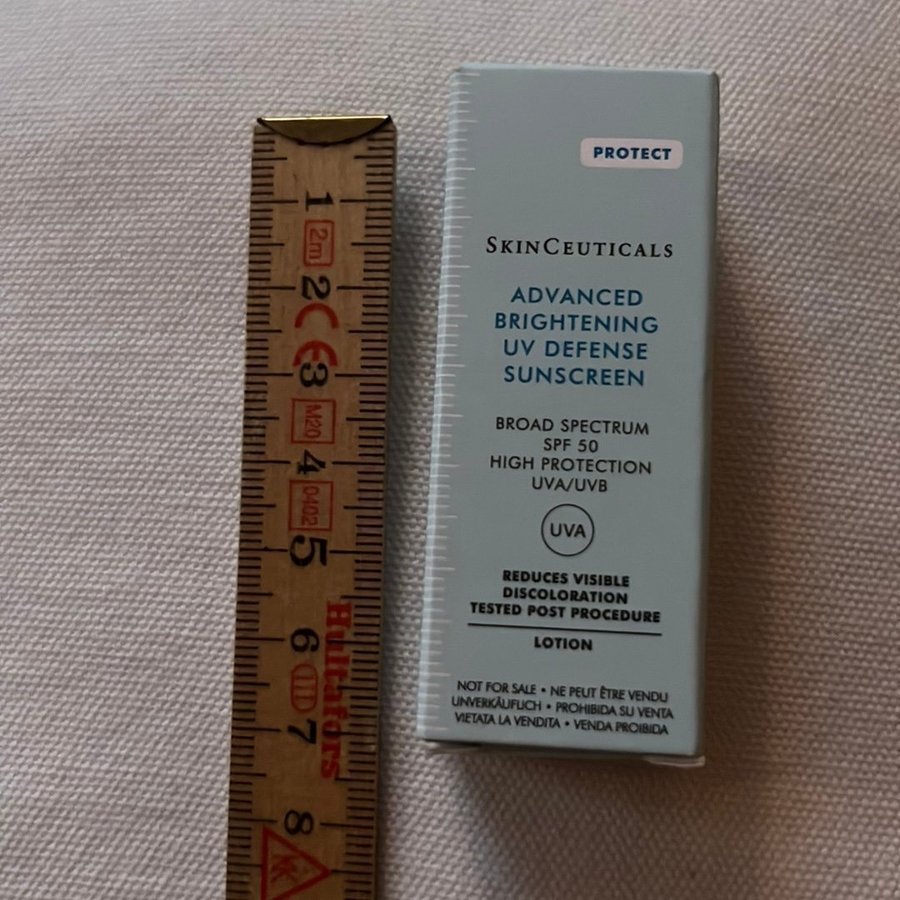 1
2m
2
CE
3
M20
4
0402
5
Hultafors
6
III
7
8
PROTECT
SKINCEUTICALS
ADVANCED
BRIGHTENING
UV DEFENSE
SUNSCREEN
BROAD SPECTRUM
SPF 50
HIGH PROTECTION
UVA/UVB
UVA
REDUCES VISIBLE
DISCOLORATION
TESTED POST PROCEDURE
LOTION
NOT FOR SALE • NE PEUT ÊTRE VENDU
UNVERKÄUFLICH • PROHIBIDA SU VENTA
VIETATA LA VENDITA • VENDA PROIBIDA